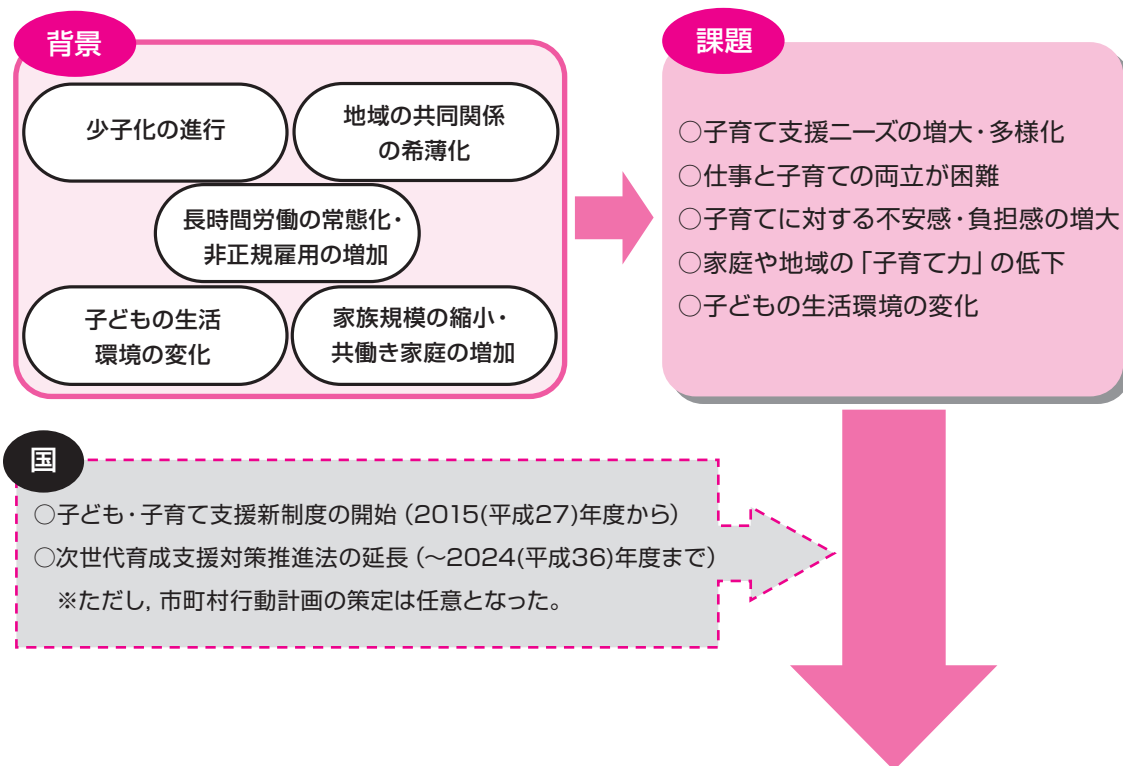 背景
少子化の進行
地域の共同関係
の希薄化
長時間労働の常態化・
非正規雇用の増加
子どもの生活
環境の変化
家族規模の縮小・
共働き家庭の増加
課題
○子育て支援ニーズの増大・多様化
○仕事と子育ての両立が困難
○子育てに対する不安感・負担感の増大
○家庭や地域の「子育て力」の低下
○子どもの生活環境の変化
国
○子ども・子育て支援新制度の開始（2015(平成27)年度から）
○次世代育成支援対策推進法の延長（～2024(平成36)年度まで）
※ただし，市町村行動計画の策定は任意となった。